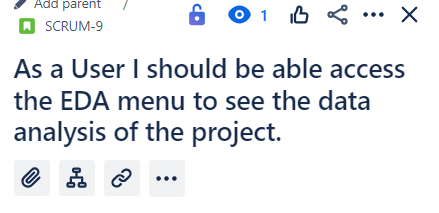 Add parent /
SCRUM-9
1
As a User I should be able access
the EDA menu to see the data
analysis of the project.